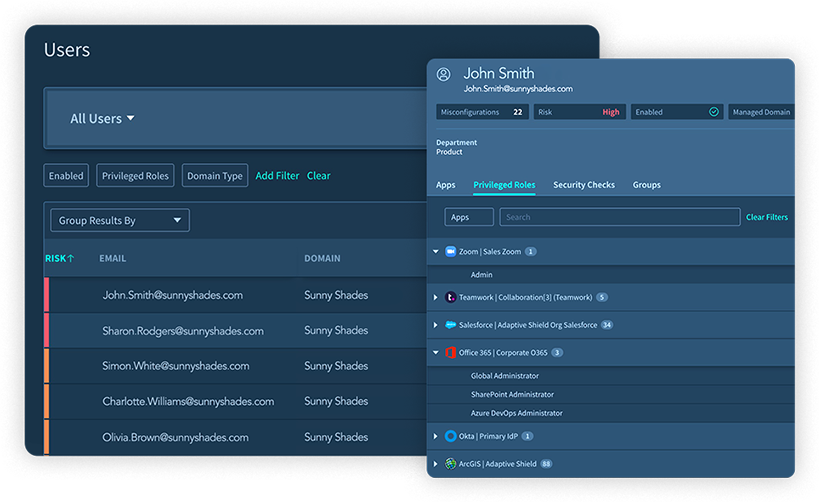 Users
All Users
Enabled Privileged Roles Domain Type Add Filter Clear
Group Results By
RISK↑ EMAIL DOMAIN
John.Smith@sunnyshades.com Sunny Shades
Sharon.Rodgers@sunnyshades.com Sunny Shades
Simon.White@sunnyshades.com Sunny Shades
Charlotte.Williams@sunnyshades.com Sunny Shades
Olivia.Brown@sunnyshades.com Sunny Shades
John Smith
John.Smith@sunnyshades.com
Misconfigurations 22 Risk High Enabled Managed Domain
Department
Product
Apps Privileged Roles Security Checks Groups
Apps Search Clear Filters
Zoom | Sales Zoom 1
Admin
Teamwork | Collaboration[3] (Teamwork) 5
Salesforce | Adaptive Shield Org Salesforce 34
Office 365 | Corporate O365 3
Global Administrator
SharePoint Administrator
Azure DevOps Administrator
Okta | Primary IdP 1
ArcGIS | Adaptive Shield 88